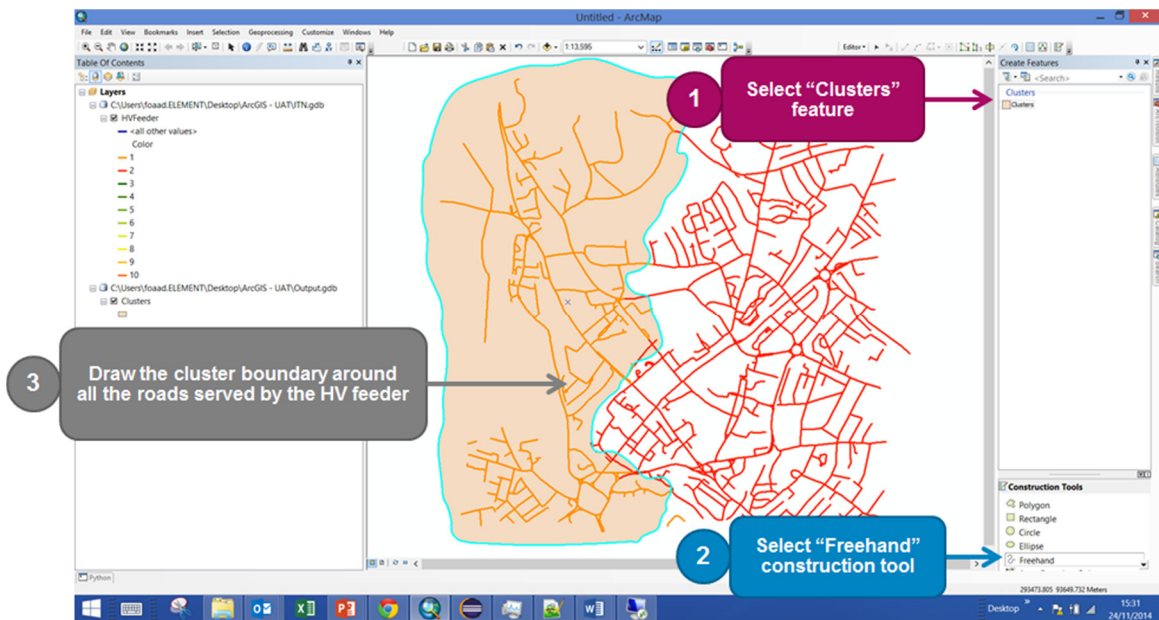 Untitled - ArcMap
File Edit View Bookmarks Insert Selection Geoprocessing Customize Windows Help
1:13,595
Editor
Table Of Contents
Layers
C:\Users\foaad.ELEMENT\Desktop\ArcGIS - UAT\ITN.gdb
HVFeeder
<all other values>
Color
1
2
3
4
5
6
7
8
9
10
C:\Users\foaad.ELEMENT\Desktop\ArcGIS - UAT\Output.gdb
Clusters
1
Select “Clusters”
feature
Create Features
<Search>
Clusters
Clusters
3
Draw the cluster boundary around
all the roads served by the HV feeder
2
Select “Freehand”
construction tool
Construction Tools
Polygon
Rectangle
Circle
Ellipse
Freehand
Python
293473.805 93649.732 Meters
Desktop
15:31
24/11/2014